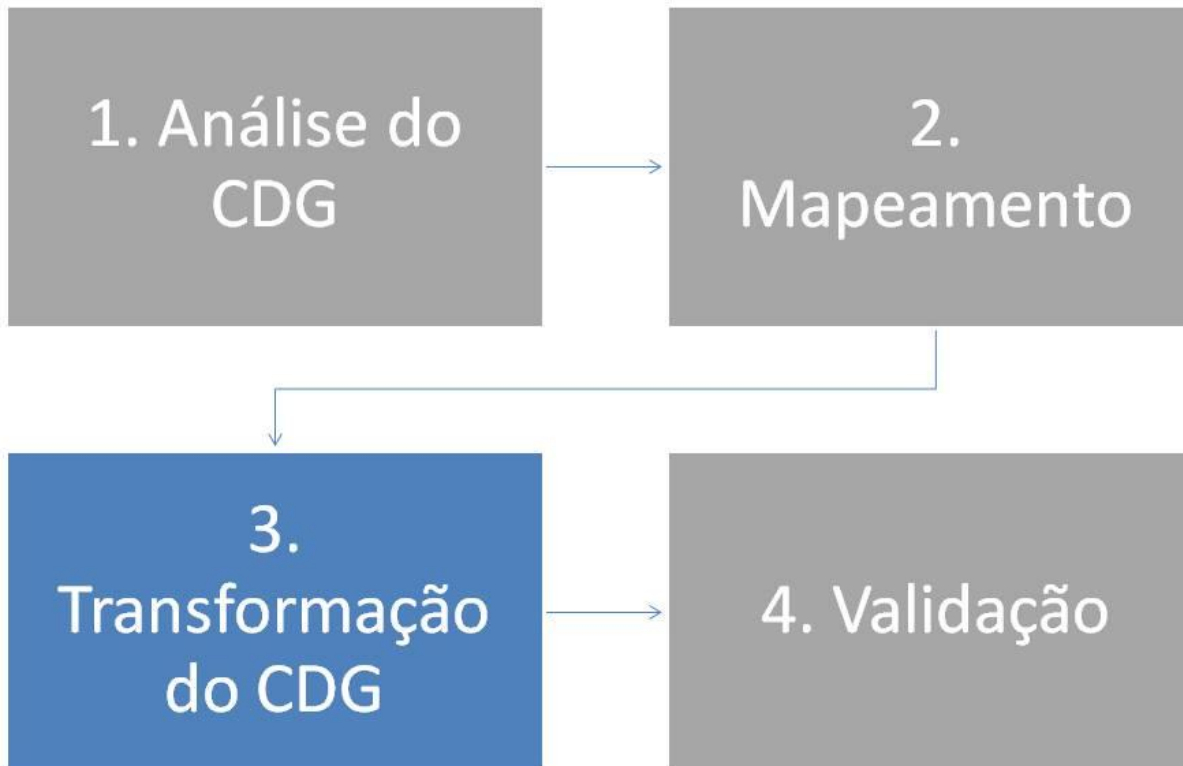 1. Análise do
CDG
2.
Mapeamento
3.
Transformação
do CDG
4. Validação